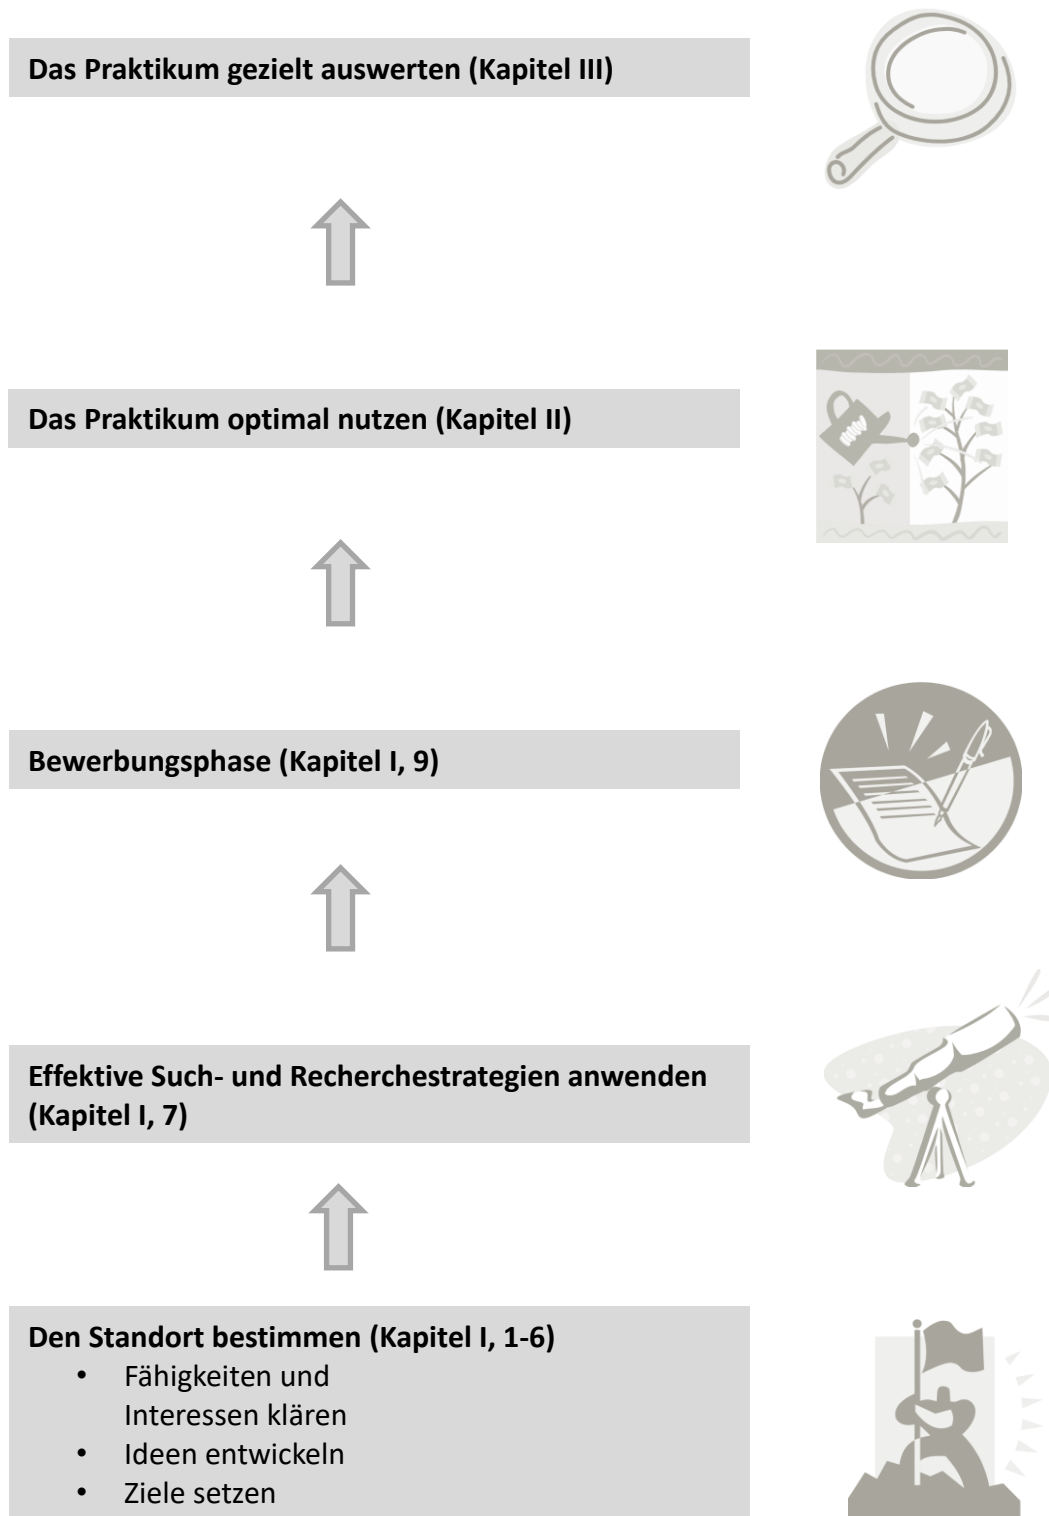 Das Praktikum gezielt auswerten (Kapitel III)
Das Praktikum optimal nutzen (Kapitel II)
Bewerbungsphase (Kapitel I, 9)
Effektive Such- und Recherchestrategien anwenden
(Kapitel I, 7)
Den Standort bestimmen (Kapitel I, 1-6)
• Fähigkeiten und
Interessen klären
• Ideen entwickeln
• Ziele setzen